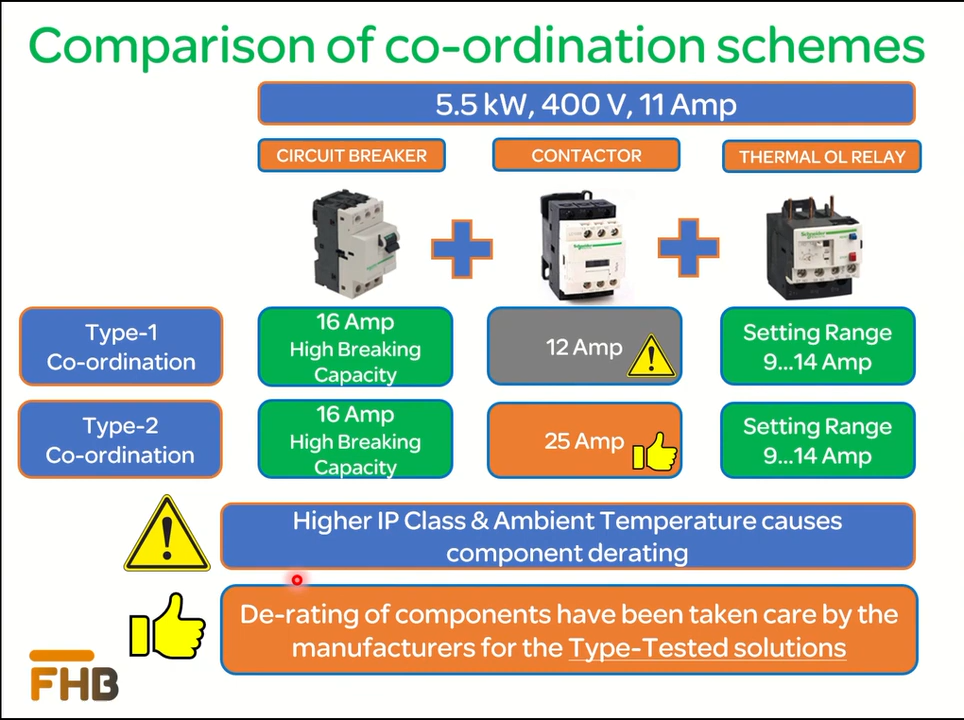 Comparison of co-ordination schemes
5.5 kW, 400 V, 11 Amp
CIRCUIT BREAKER
CONTACTOR
THERMAL OL RELAY
Type-1
Co-ordination
16 Amp
High Breaking
Capacity
12 Amp
Setting Range
9...14 Amp
Type-2
Co-ordination
16 Amp
High Breaking
Capacity
25 Amp
Setting Range
9...14 Amp
Higher IP Class & Ambient Temperature causes
component derating
De-rating of components have been taken care by the
manufacturers for the Type-Tested solutions
FHB